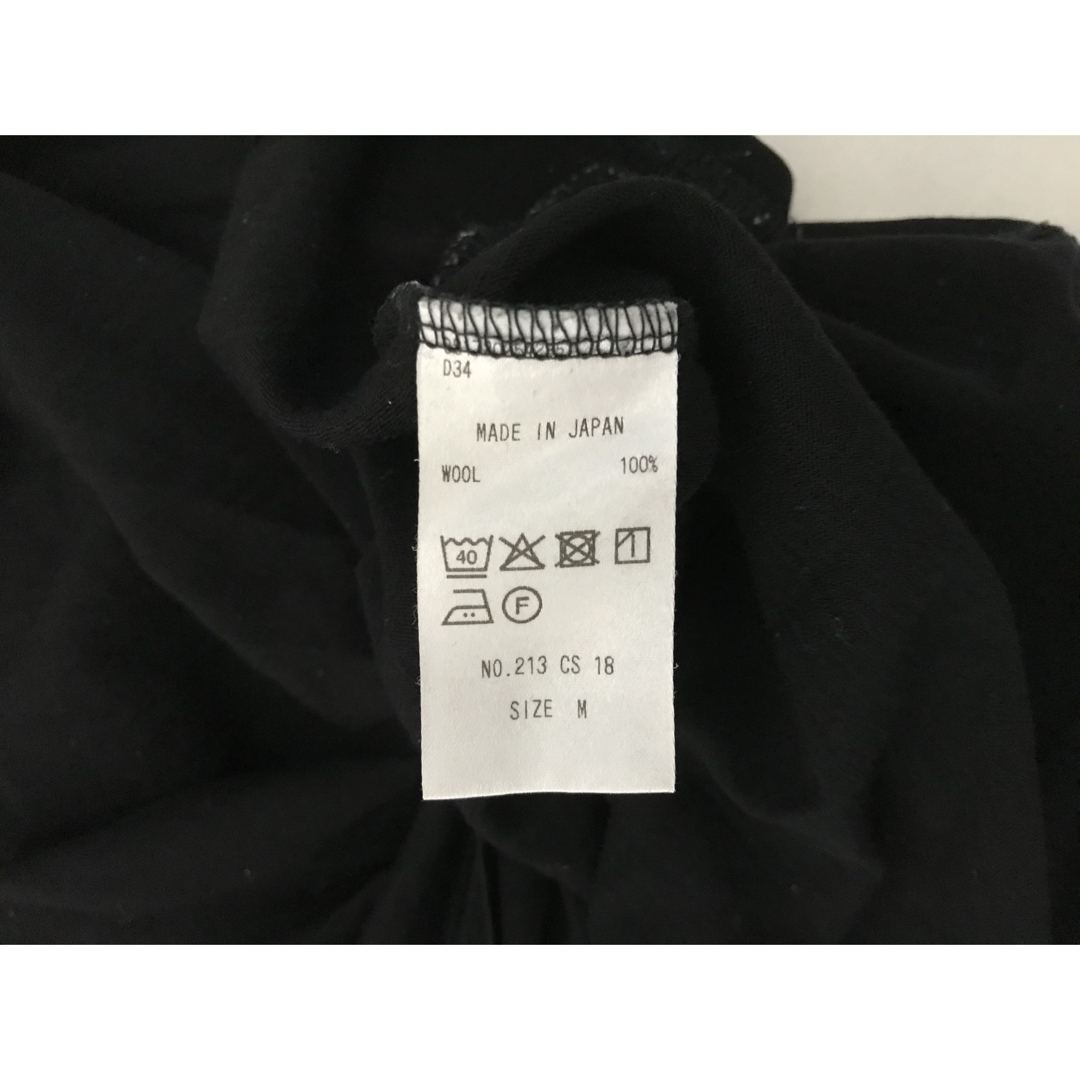 D34
MADE IN JAPAN
WOOL 100%
40
F
NO.213 CS 18
SIZE M